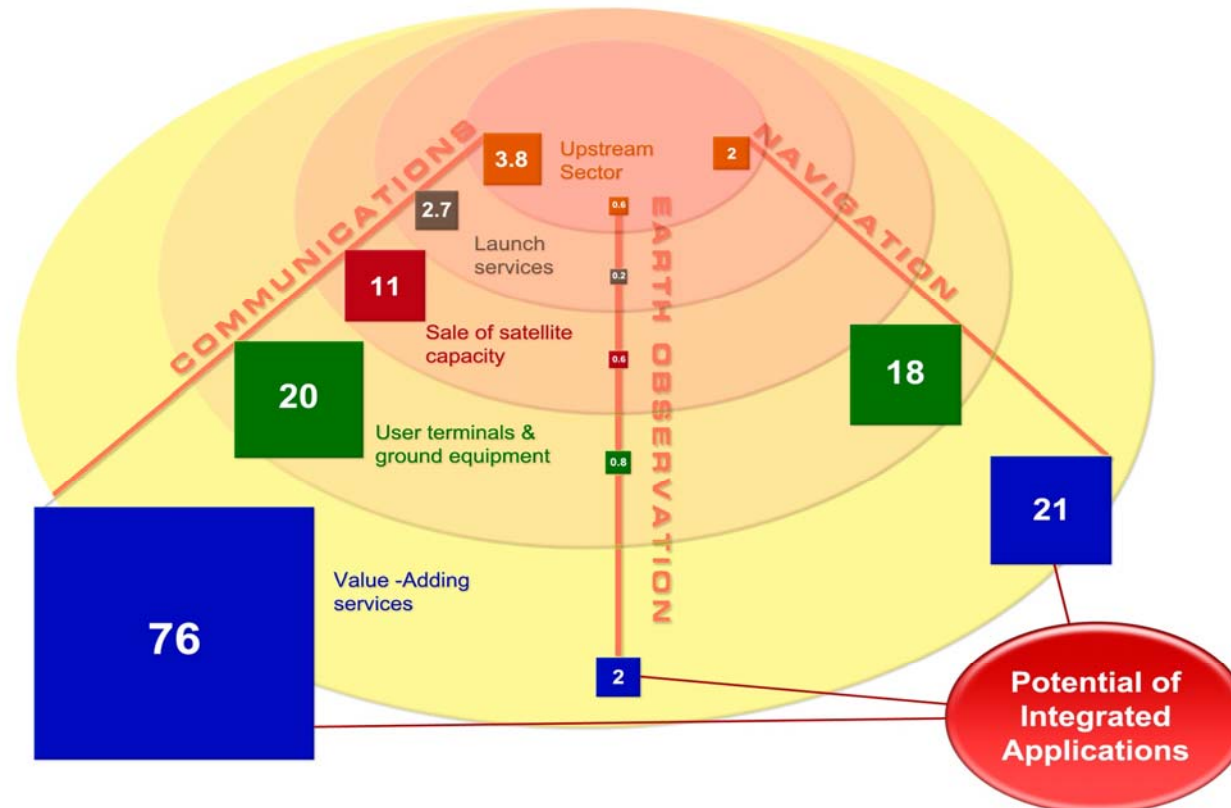 COMMUNICATIONS
NAVIGATION
EARTH OBSERVATION
3.8
Upstream
Sector
2
0.6
2.7
Launch
services
0.2
11
Sale of satellite
capacity
0.6
20
User terminals &
ground equipment
0.8
18
76
Value -Adding
services
2
21
Potential of
Integrated
Applications